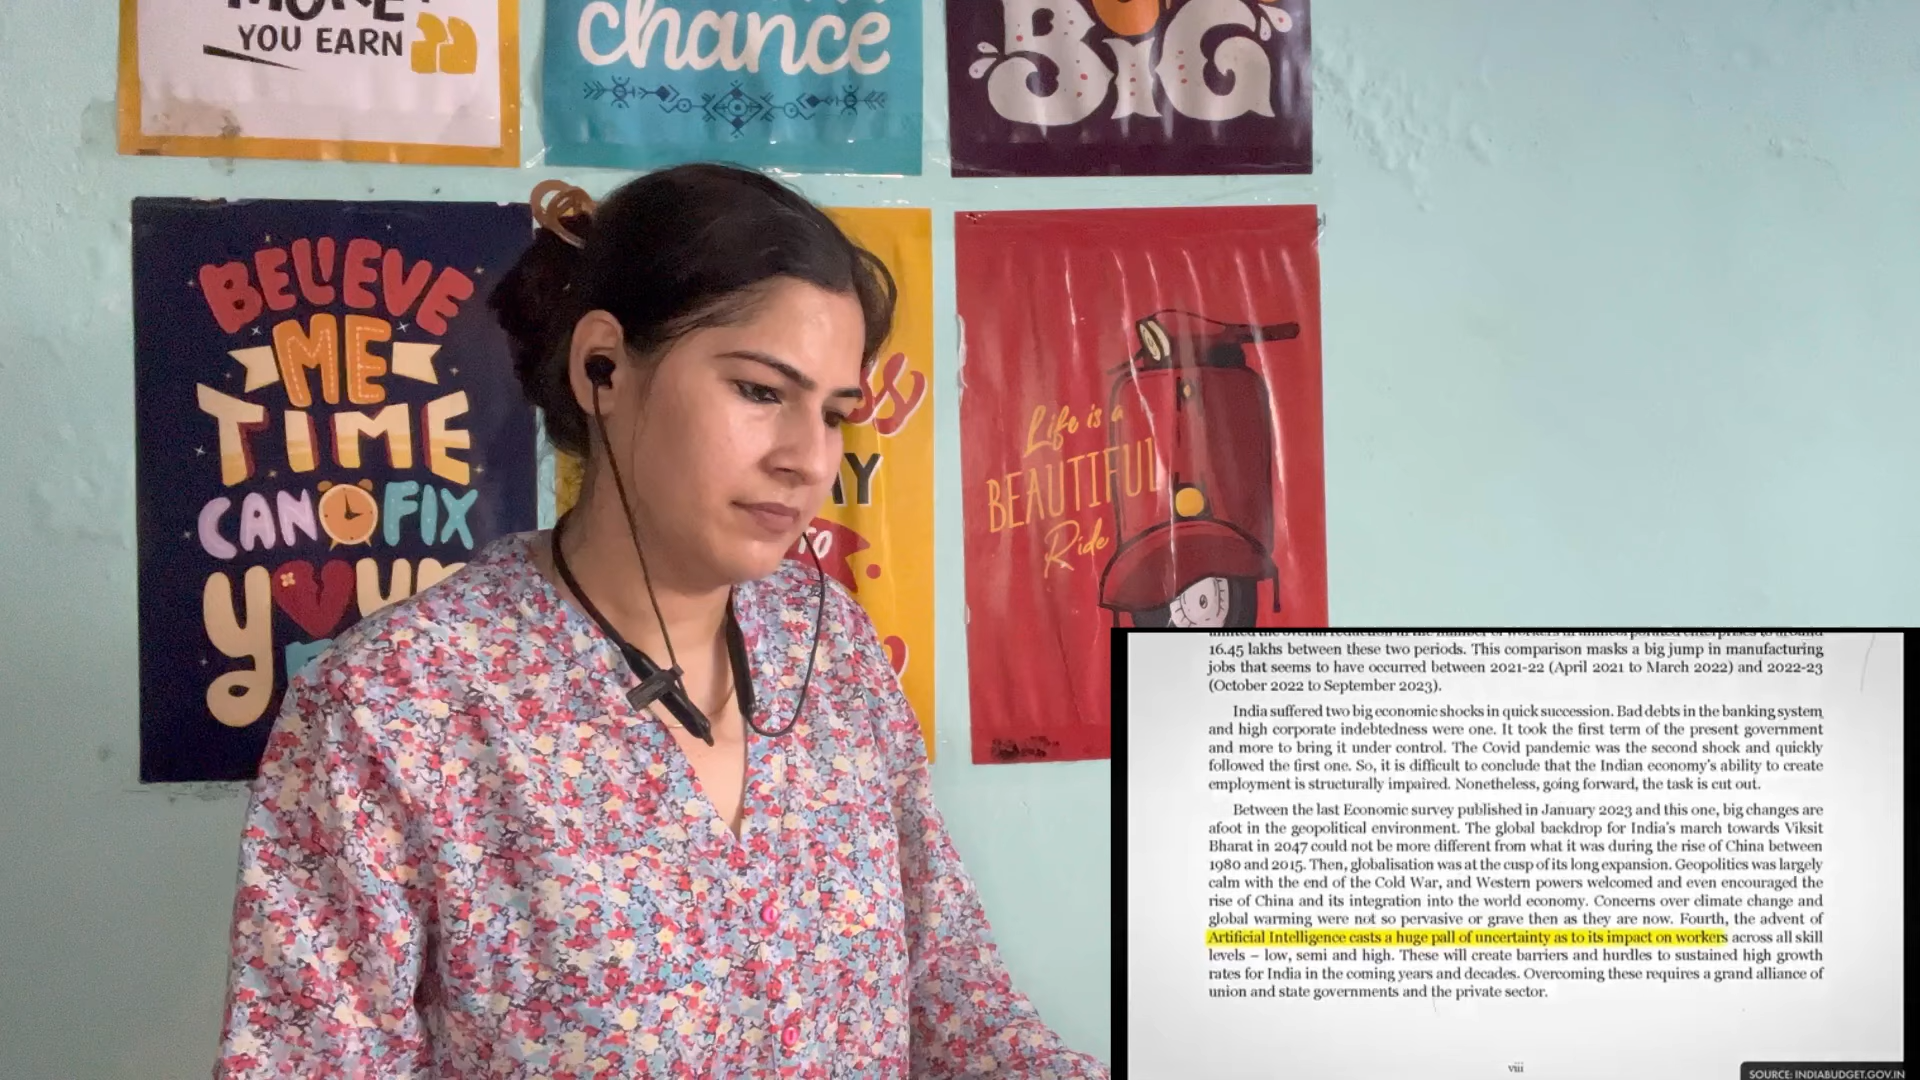 MORE
YOU EARN
chance
BIG
BELIEVE
ME
TIME
CAN FIX
YOUR
AY
TO
Life is a
BEAUTIFUL
Ride
16.45 lakhs between these two periods. This comparison masks a big jump in manufacturing
jobs that seems to have occurred between 2021-22 (April 2021 to March 2022) and 2022-23
(October 2022 to September 2023).
India suffered two big economic shocks in quick succession. Bad debts in the banking system
and high corporate indebtedness were one. It took the first term of the present government
and more to bring it under control. The Covid pandemic was the second shock and quickly
followed the first one. So, it is difficult to conclude that the Indian economy's ability to create
employment is structurally impaired. Nonetheless, going forward, the task is cut out.
Between the last Economic survey published in January 2023 and this one, big changes are
afoot in the geopolitical environment. The global backdrop for India's march towards Viksit
Bharat in 2047 could not be more different from what it was during the rise of China between
1980 and 2015. Then, globalisation was at the cusp of its long expansion. Geopolitics was largely
calm with the end of the Cold War, and Western powers welcomed and even encouraged the
rise of China and its integration into the world economy. Concerns over climate change and
global warming were not so pervasive or grave then as they are now. Fourth, the advent of
Artificial Intelligence casts a huge pall of uncertainty as to its impact on workers across all skill
levels – low, semi and high. These will create barriers and hurdles to sustained high growth
rates for India in the coming years and decades. Overcoming these requires a grand alliance of
union and state governments and the private sector.
viii
SOURCE: INDIABUDGET.GOV.IN